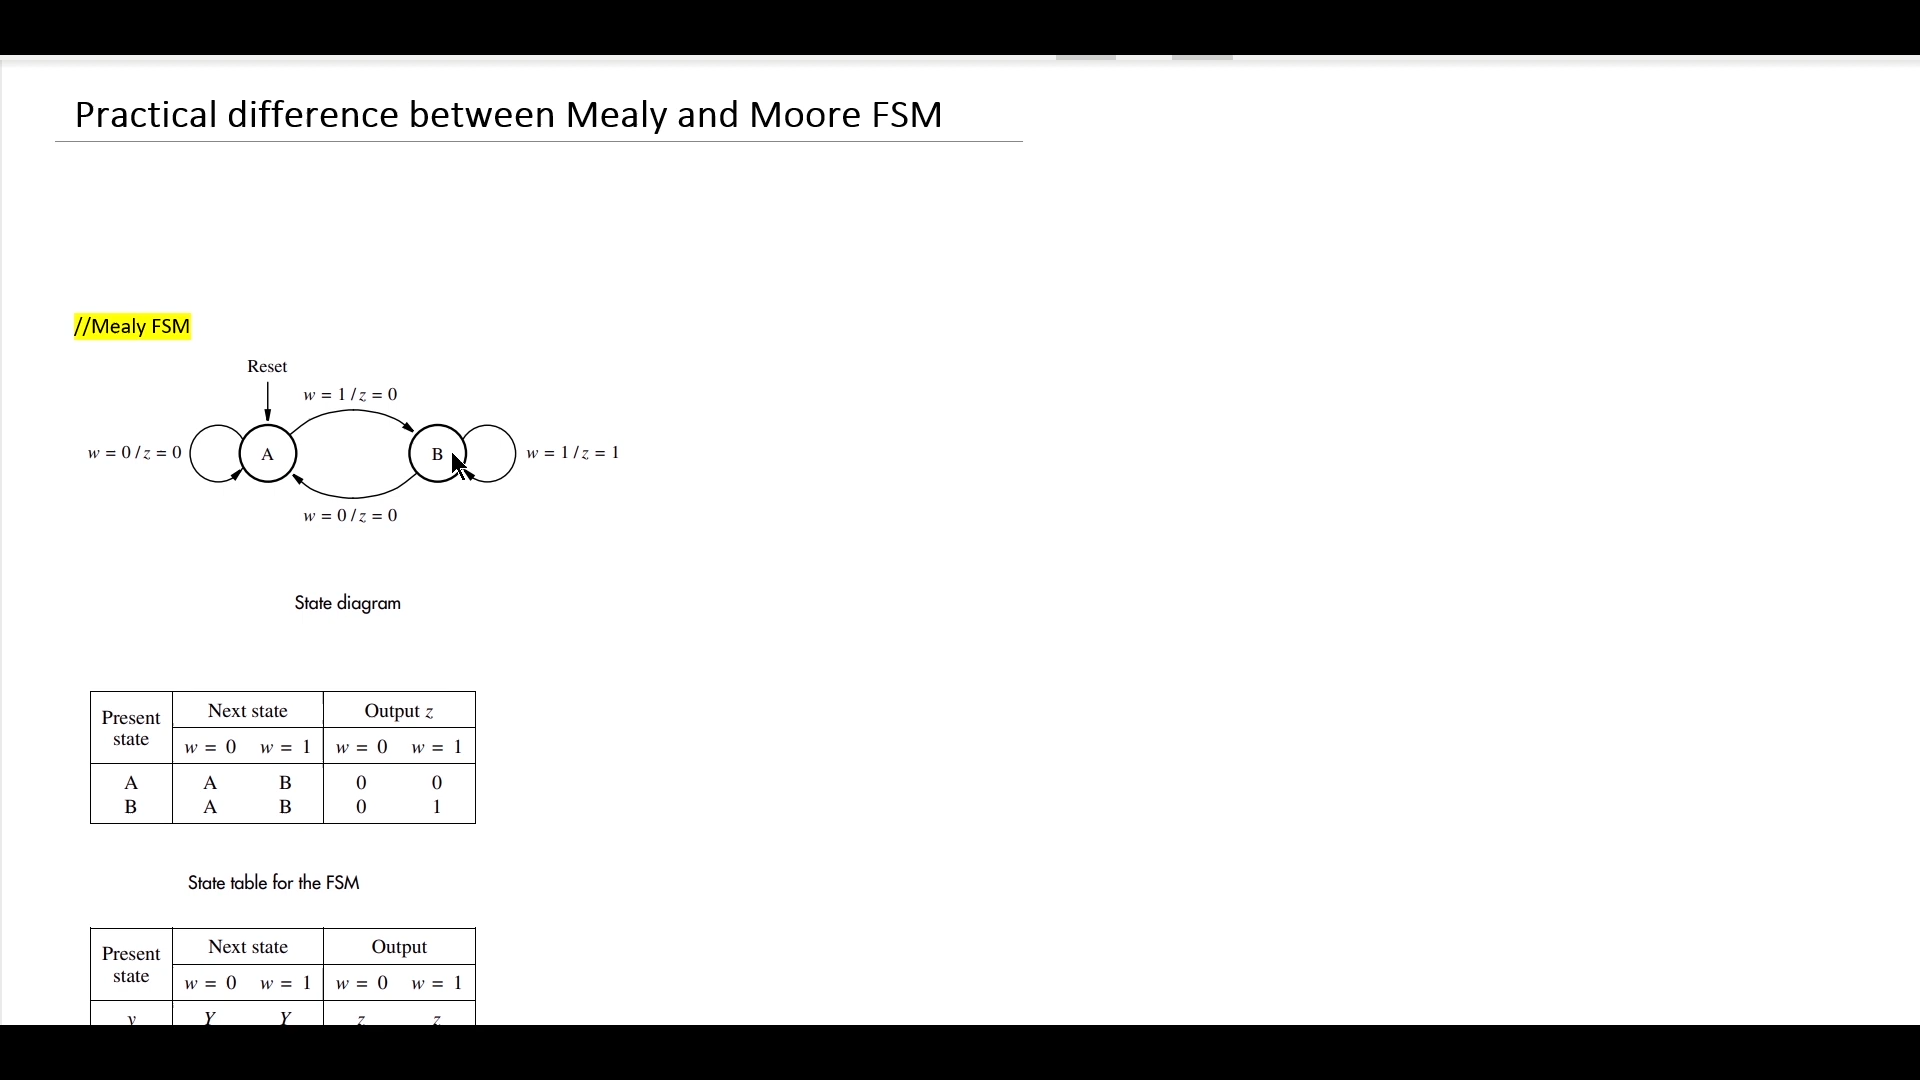 Practical difference between Mealy and Moore FSM
//Mealy FSM
Reset
w = 1 / z = 0
w = 0 / z = 0
A
B
w = 1 / z = 1
w = 0 / z = 0
State diagram
Present state
Next state
Output z
w = 0 w = 1 w = 0 w = 1
A A B 0 0
B A B 0 1
State table for the FSM
Present state
Next state
Output
w = 0 w = 1 w = 0 w = 1
y Y Y z z